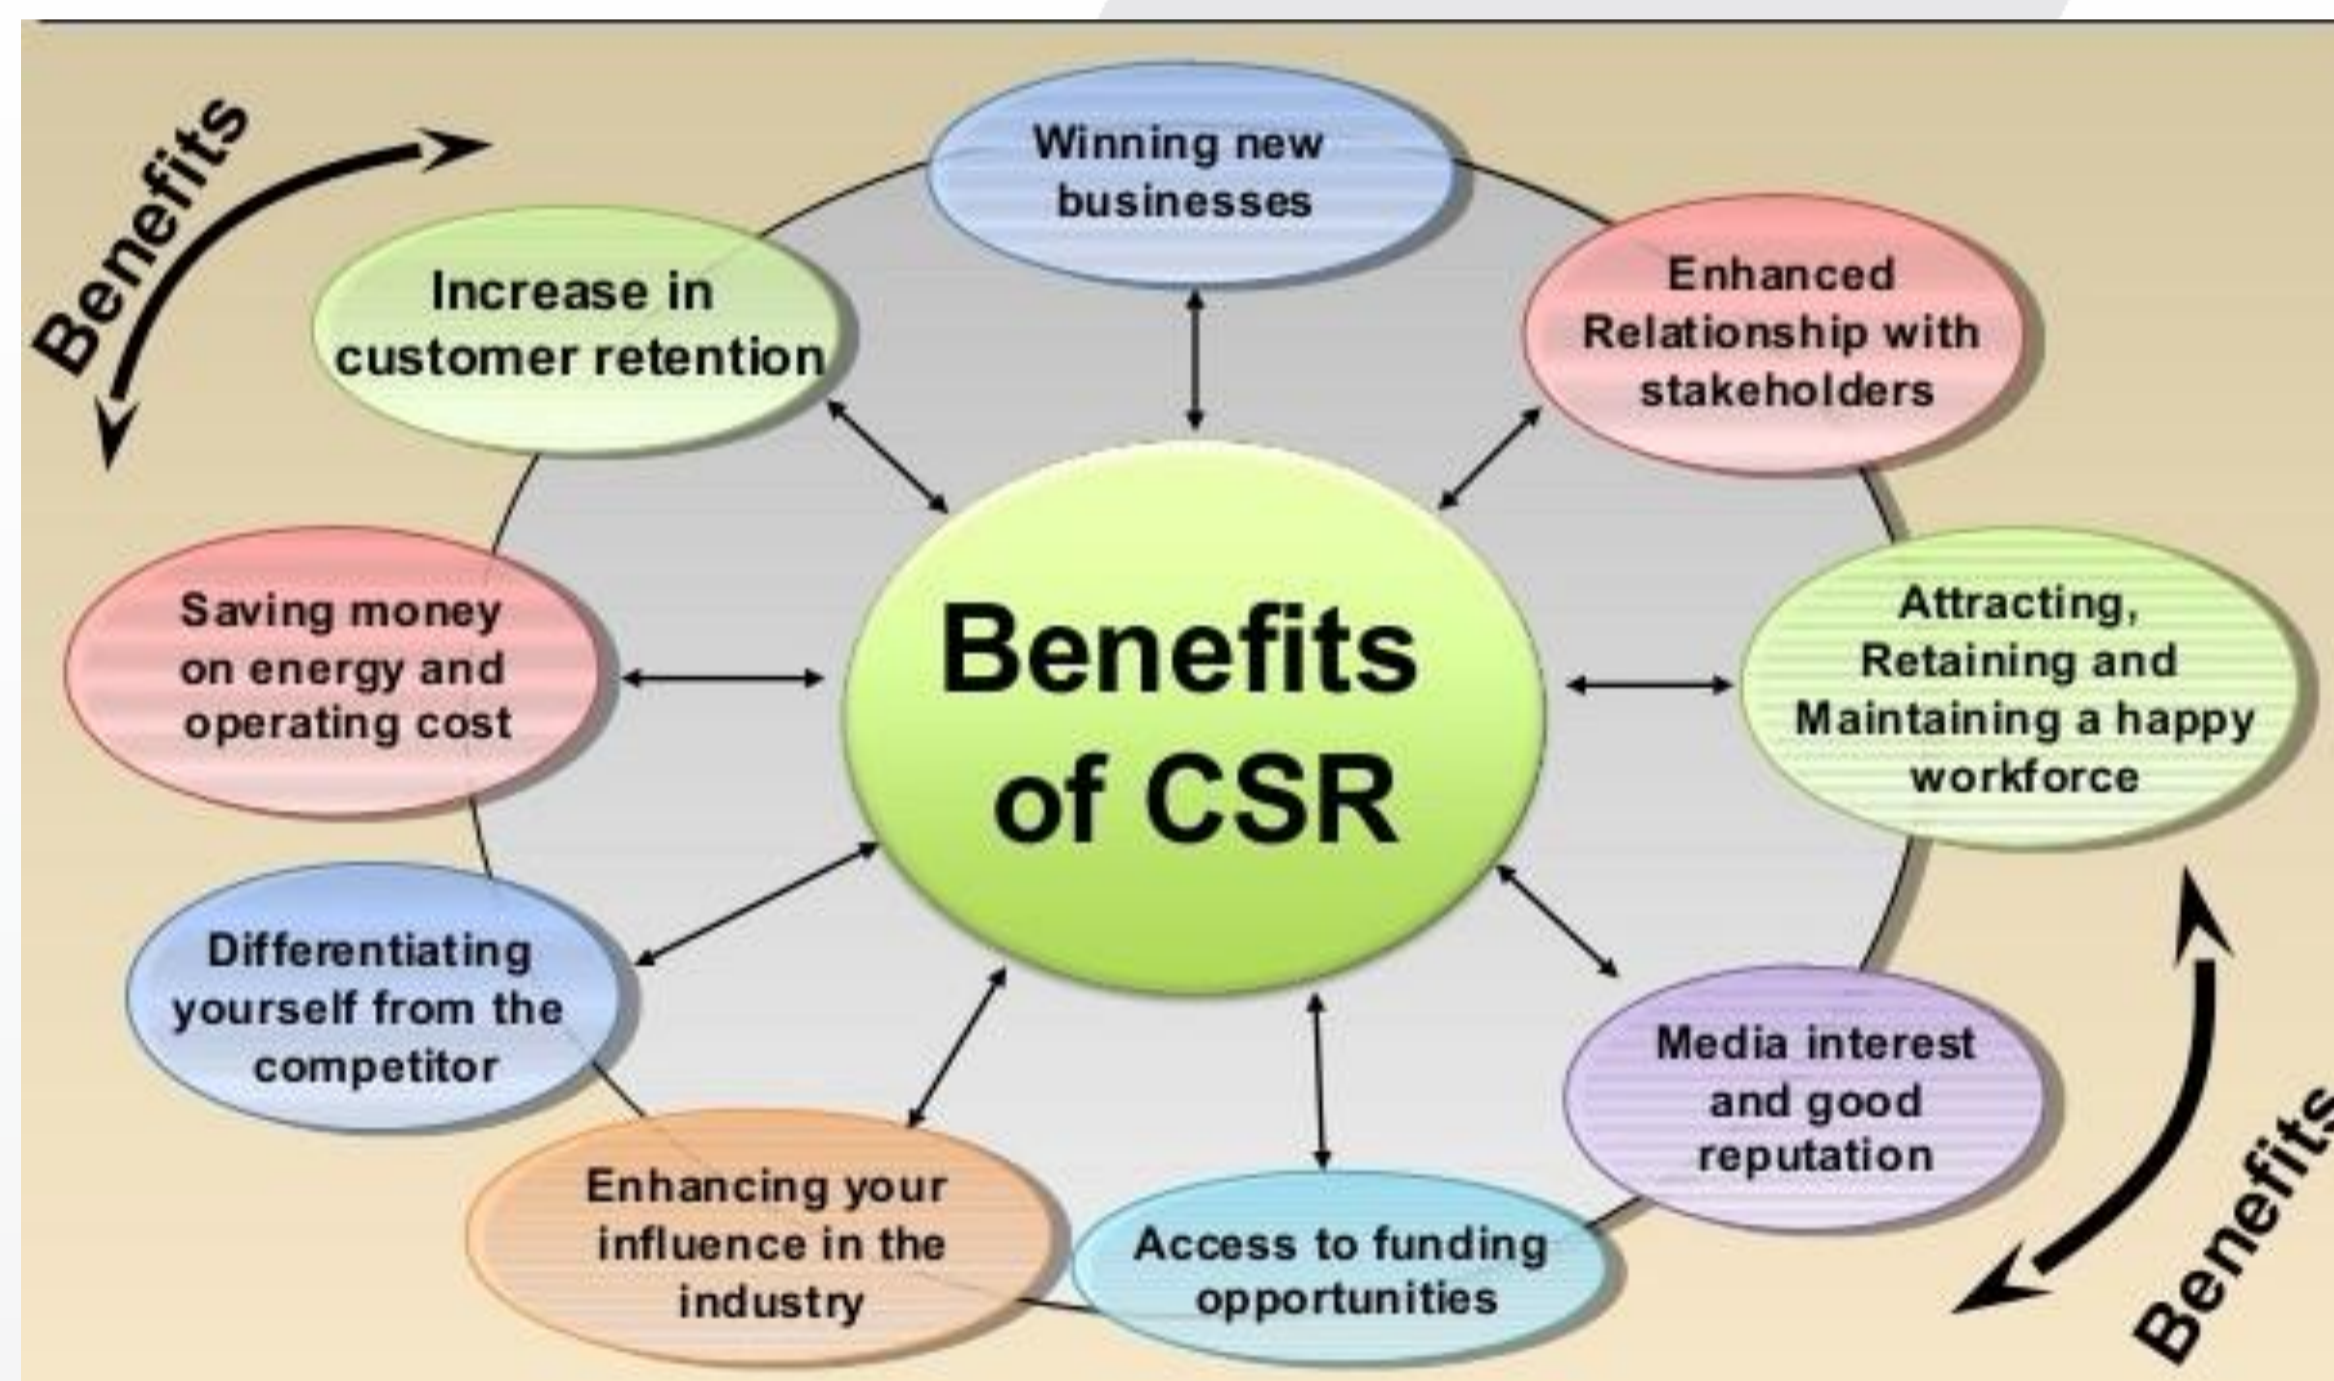 Benefits
Winning new
businesses
Increase in
customer retention
Enhanced
Relationship with
stakeholders
Saving money
on energy and
operating cost
Benefits
of CSR
Attracting,
Retaining and
Maintaining a happy
workforce
Differentiating
yourself from the
competitor
Media interest
and good
reputation
Enhancing your
influence in the
industry
Access to funding
opportunities
Benefits